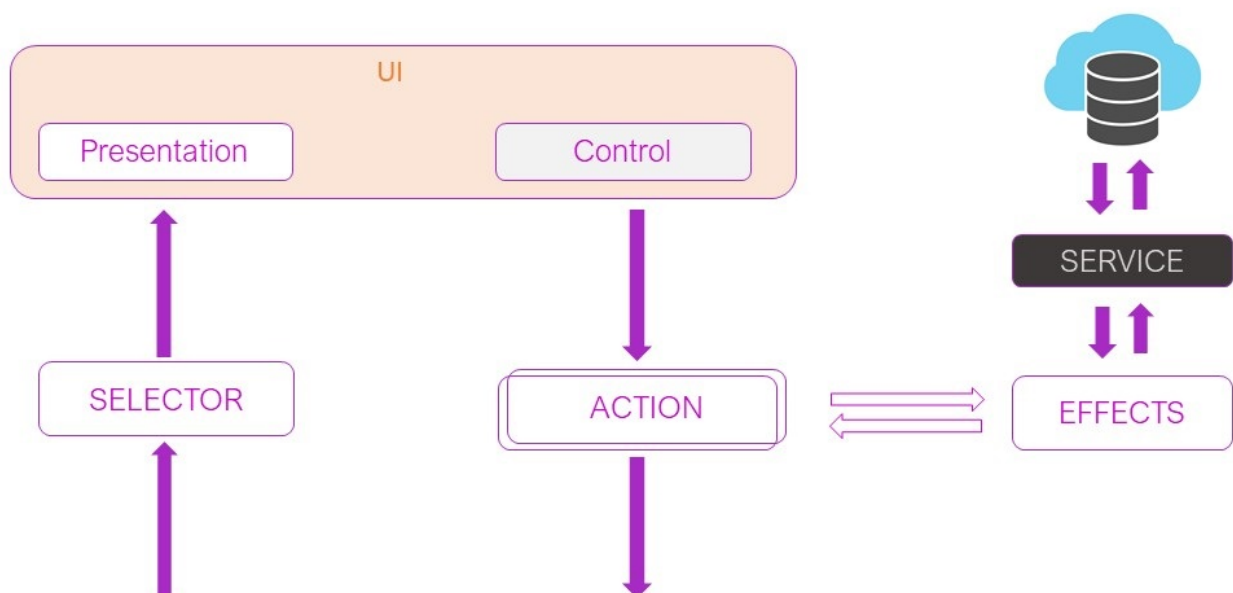 UI
Presentation
Control
SERVICE
SELECTOR
ACTION
EFFECTS